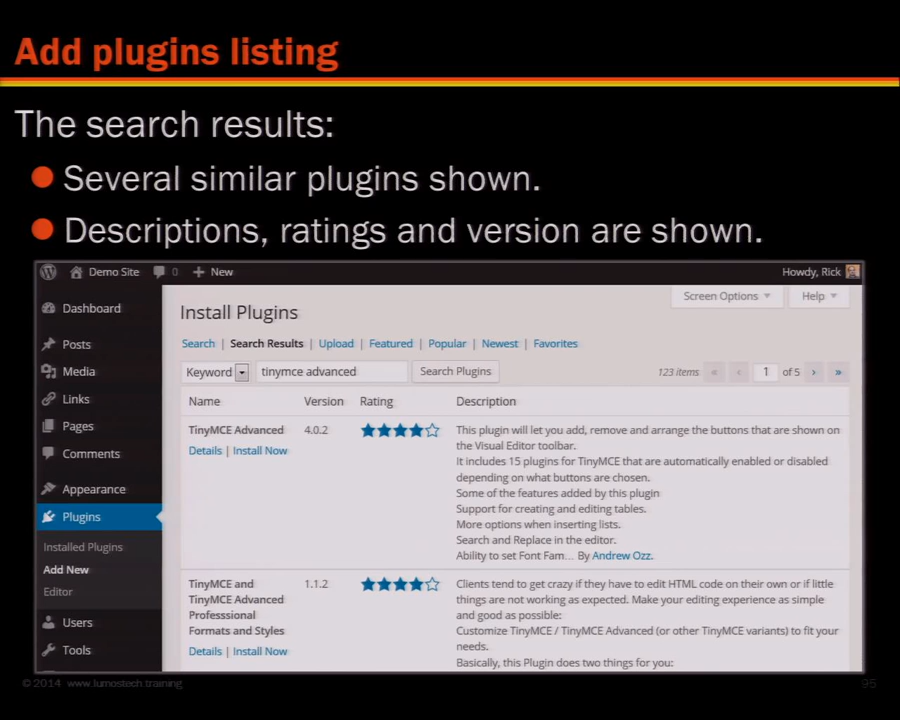 Add plugins listing
The search results:
Several similar plugins shown.
Descriptions, ratings and version are shown.
Demo Site 0 New Howdy, Rick
Screen Options Help
Dashboard
Posts
Media
Links
Pages
Comments
Appearance
Plugins
Installed Plugins
Add New
Editor
Users
Tools
Install Plugins
Search | Search Results | Upload | Featured | Popular | Newest | Favorites
Keyword tinymce advanced Search Plugins 123 items « ‹ 1 of 5 › »
Name Version Rating Description
TinyMCE Advanced 4.0.2
Details | Install Now
This plugin will let you add, remove and arrange the buttons that are shown on
the Visual Editor toolbar.
It includes 15 plugins for TinyMCE that are automatically enabled or disabled
depending on what buttons are chosen.
Some of the features added by this plugin
Support for creating and editing tables.
More options when inserting lists.
Search and Replace in the editor.
Ability to set Font Fam... By Andrew Ozz.
TinyMCE and 1.1.2
TinyMCE Advanced
Professsional
Formats and Styles
Details | Install Now
Clients tend to get crazy if they have to edit HTML code on their own or if little
things are not working as expected. Make your editing experience as simple
and good as possible:
Customize TinyMCE / TinyMCE Advanced (or other TinyMCE variants) to fit your
needs.
Basically, this Plugin does two things for you:
© 2014 www.lumostech.training 95